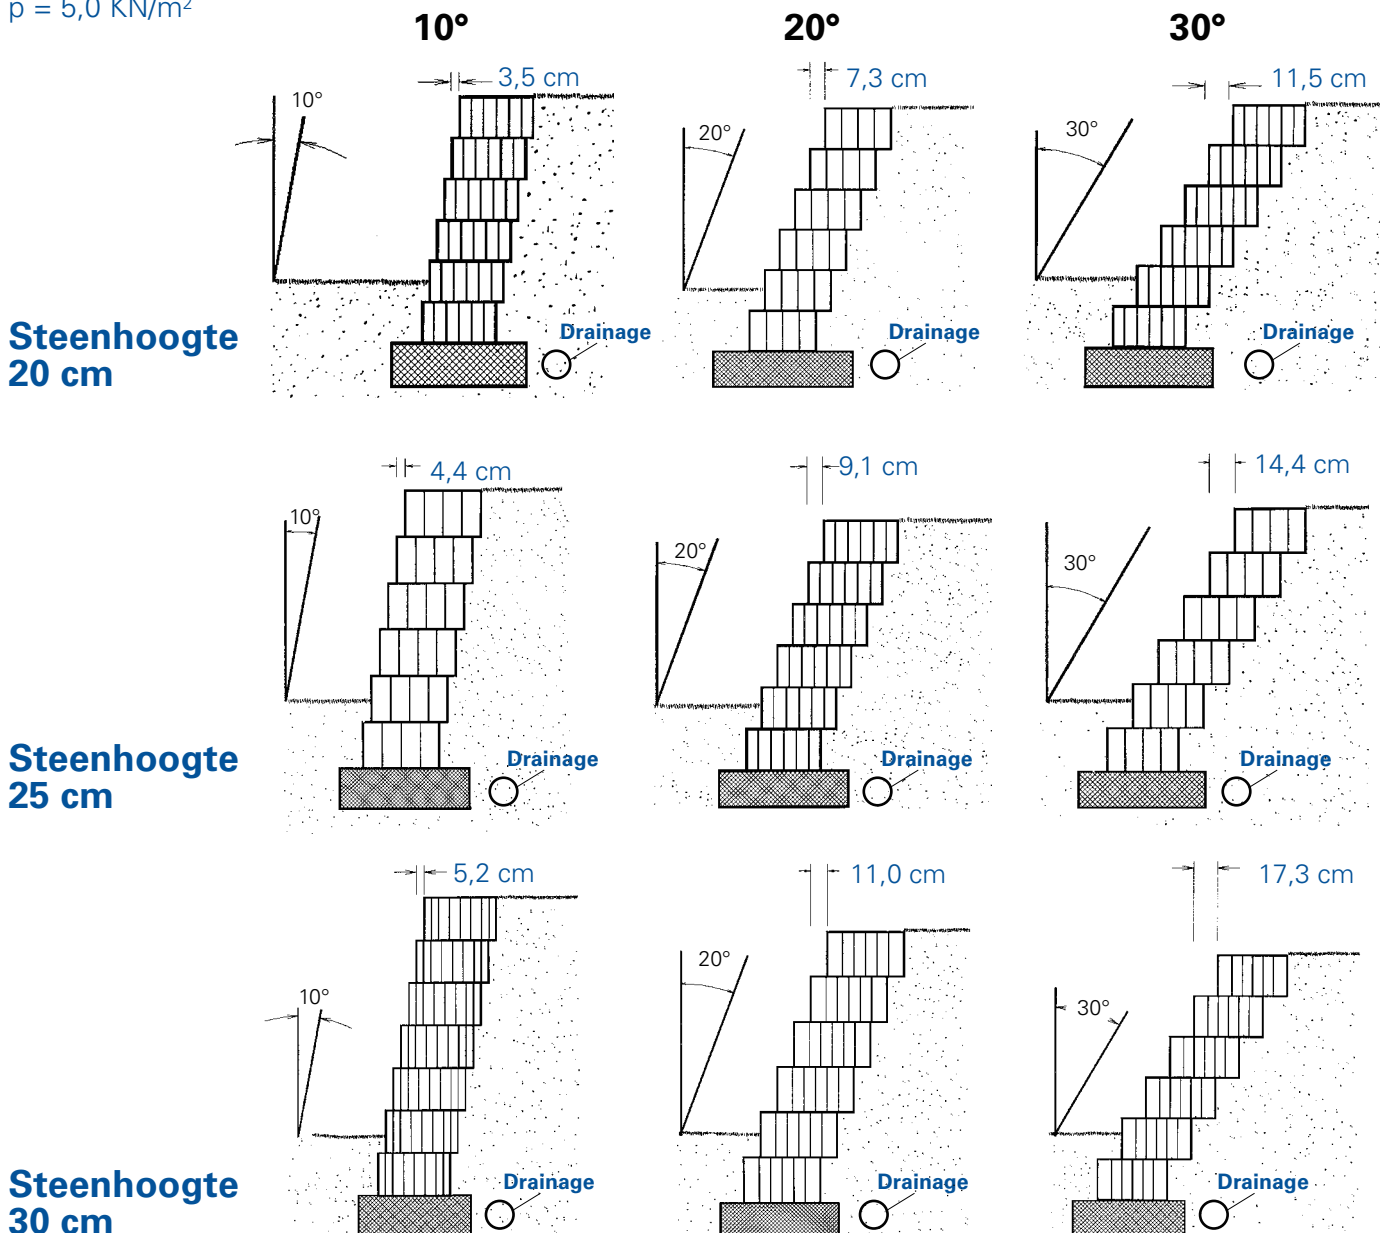 p = 5,0 KN/m²
10° 20° 30°
3,5 cm 7,3 cm 11,5 cm
10° 20° 30°
Steenhoogte
20 cm
Drainage Drainage Drainage
4,4 cm 9,1 cm 14,4 cm
10° 20° 30°
Steenhoogte
25 cm
Drainage Drainage Drainage
5,2 cm 11,0 cm 17,3 cm
10° 20° 30°
Steenhoogte
30 cm
Drainage Drainage Drainage